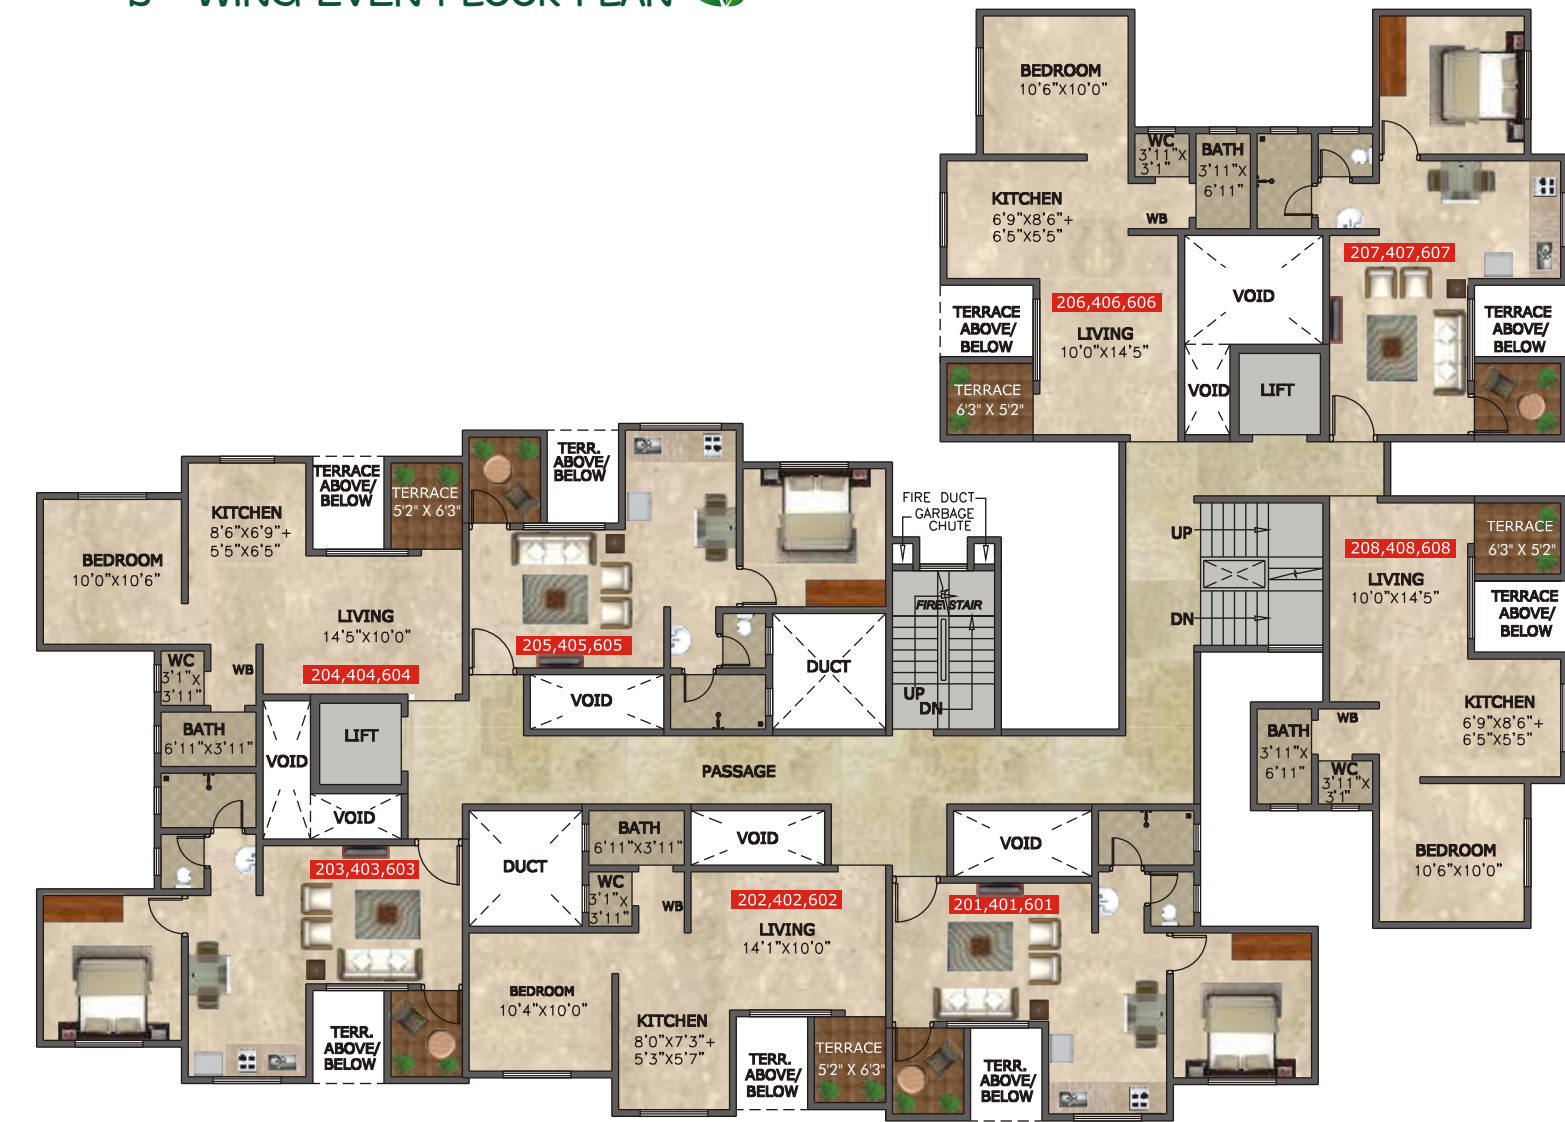 WING EVEN FLOOR PLAN
BEDROOM
10'6"X10'0"
WC
3'11"X
3'1"
BATH
3'11"X
6'11"
KITCHEN
6'9"X8'6"+
6'5"X5'5"
WB
207,407,607
206,406,606
LIVING
10'0"X14'5"
VOID
TERRACE
ABOVE/
BELOW
TERRACE
ABOVE/
BELOW
TERRACE
6'3" X 5'2"
VOID
LIFT
TERRACE
ABOVE/
BELOW
TERRACE
5'2" X 6'3"
TERR.
ABOVE/
BELOW
KITCHEN
8'6"X6'9"+
5'5"X6'5"
BEDROOM
10'0"X10'6"
LIVING
14'5"X10'0"
204,404,604
205,405,605
WC
3'1"X
3'11"
WB
BATH
6'11"X3'11"
VOID
LIFT
VOID
VOID
DUCT
FIRE DUCT
GARBAGE
CHUTE
FIRE STAIR
UP
DN
UP
DN
208,408,608
LIVING
10'0"X14'5"
TERRACE
6'3" X 5'2"
TERRACE
ABOVE/
BELOW
KITCHEN
6'9"X8'6"+
6'5"X5'5"
WB
BATH
3'11"X
6'11"
WC
3'11"X
3'1"
BEDROOM
10'6"X10'0"
PASSAGE
203,403,603
DUCT
BATH
6'11"X3'11"
VOID
VOID
WC
3'1"X
3'11"
WB
202,402,602
LIVING
14'1"X10'0"
201,401,601
BEDROOM
10'4"X10'0"
KITCHEN
8'0"X7'3"+
5'3"X5'7"
TERR.
ABOVE/
BELOW
TERR.
ABOVE/
BELOW
TERRACE
5'2" X 6'3"
TERR.
ABOVE/
BELOW